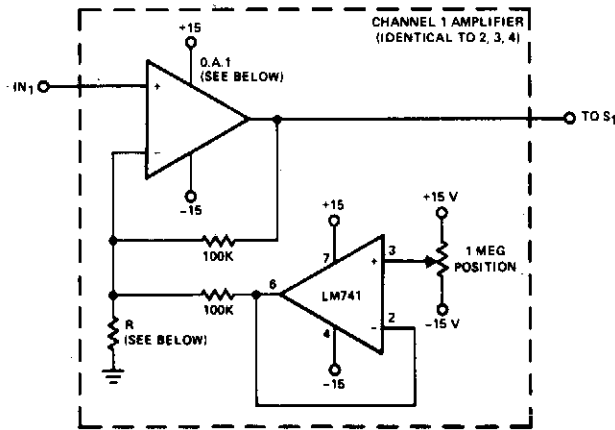 CHANNEL 1 AMPLIFIER
(IDENTICAL TO 2, 3, 4)
+15
O.A.1
(SEE BELOW)
IN1
+
−
TO S1
−15
+15
+15 V
100K
7
3
+
1 MEG
POSITION
6
LM741
100K
2
−
4
−15 V
R
(SEE BELOW)
−15